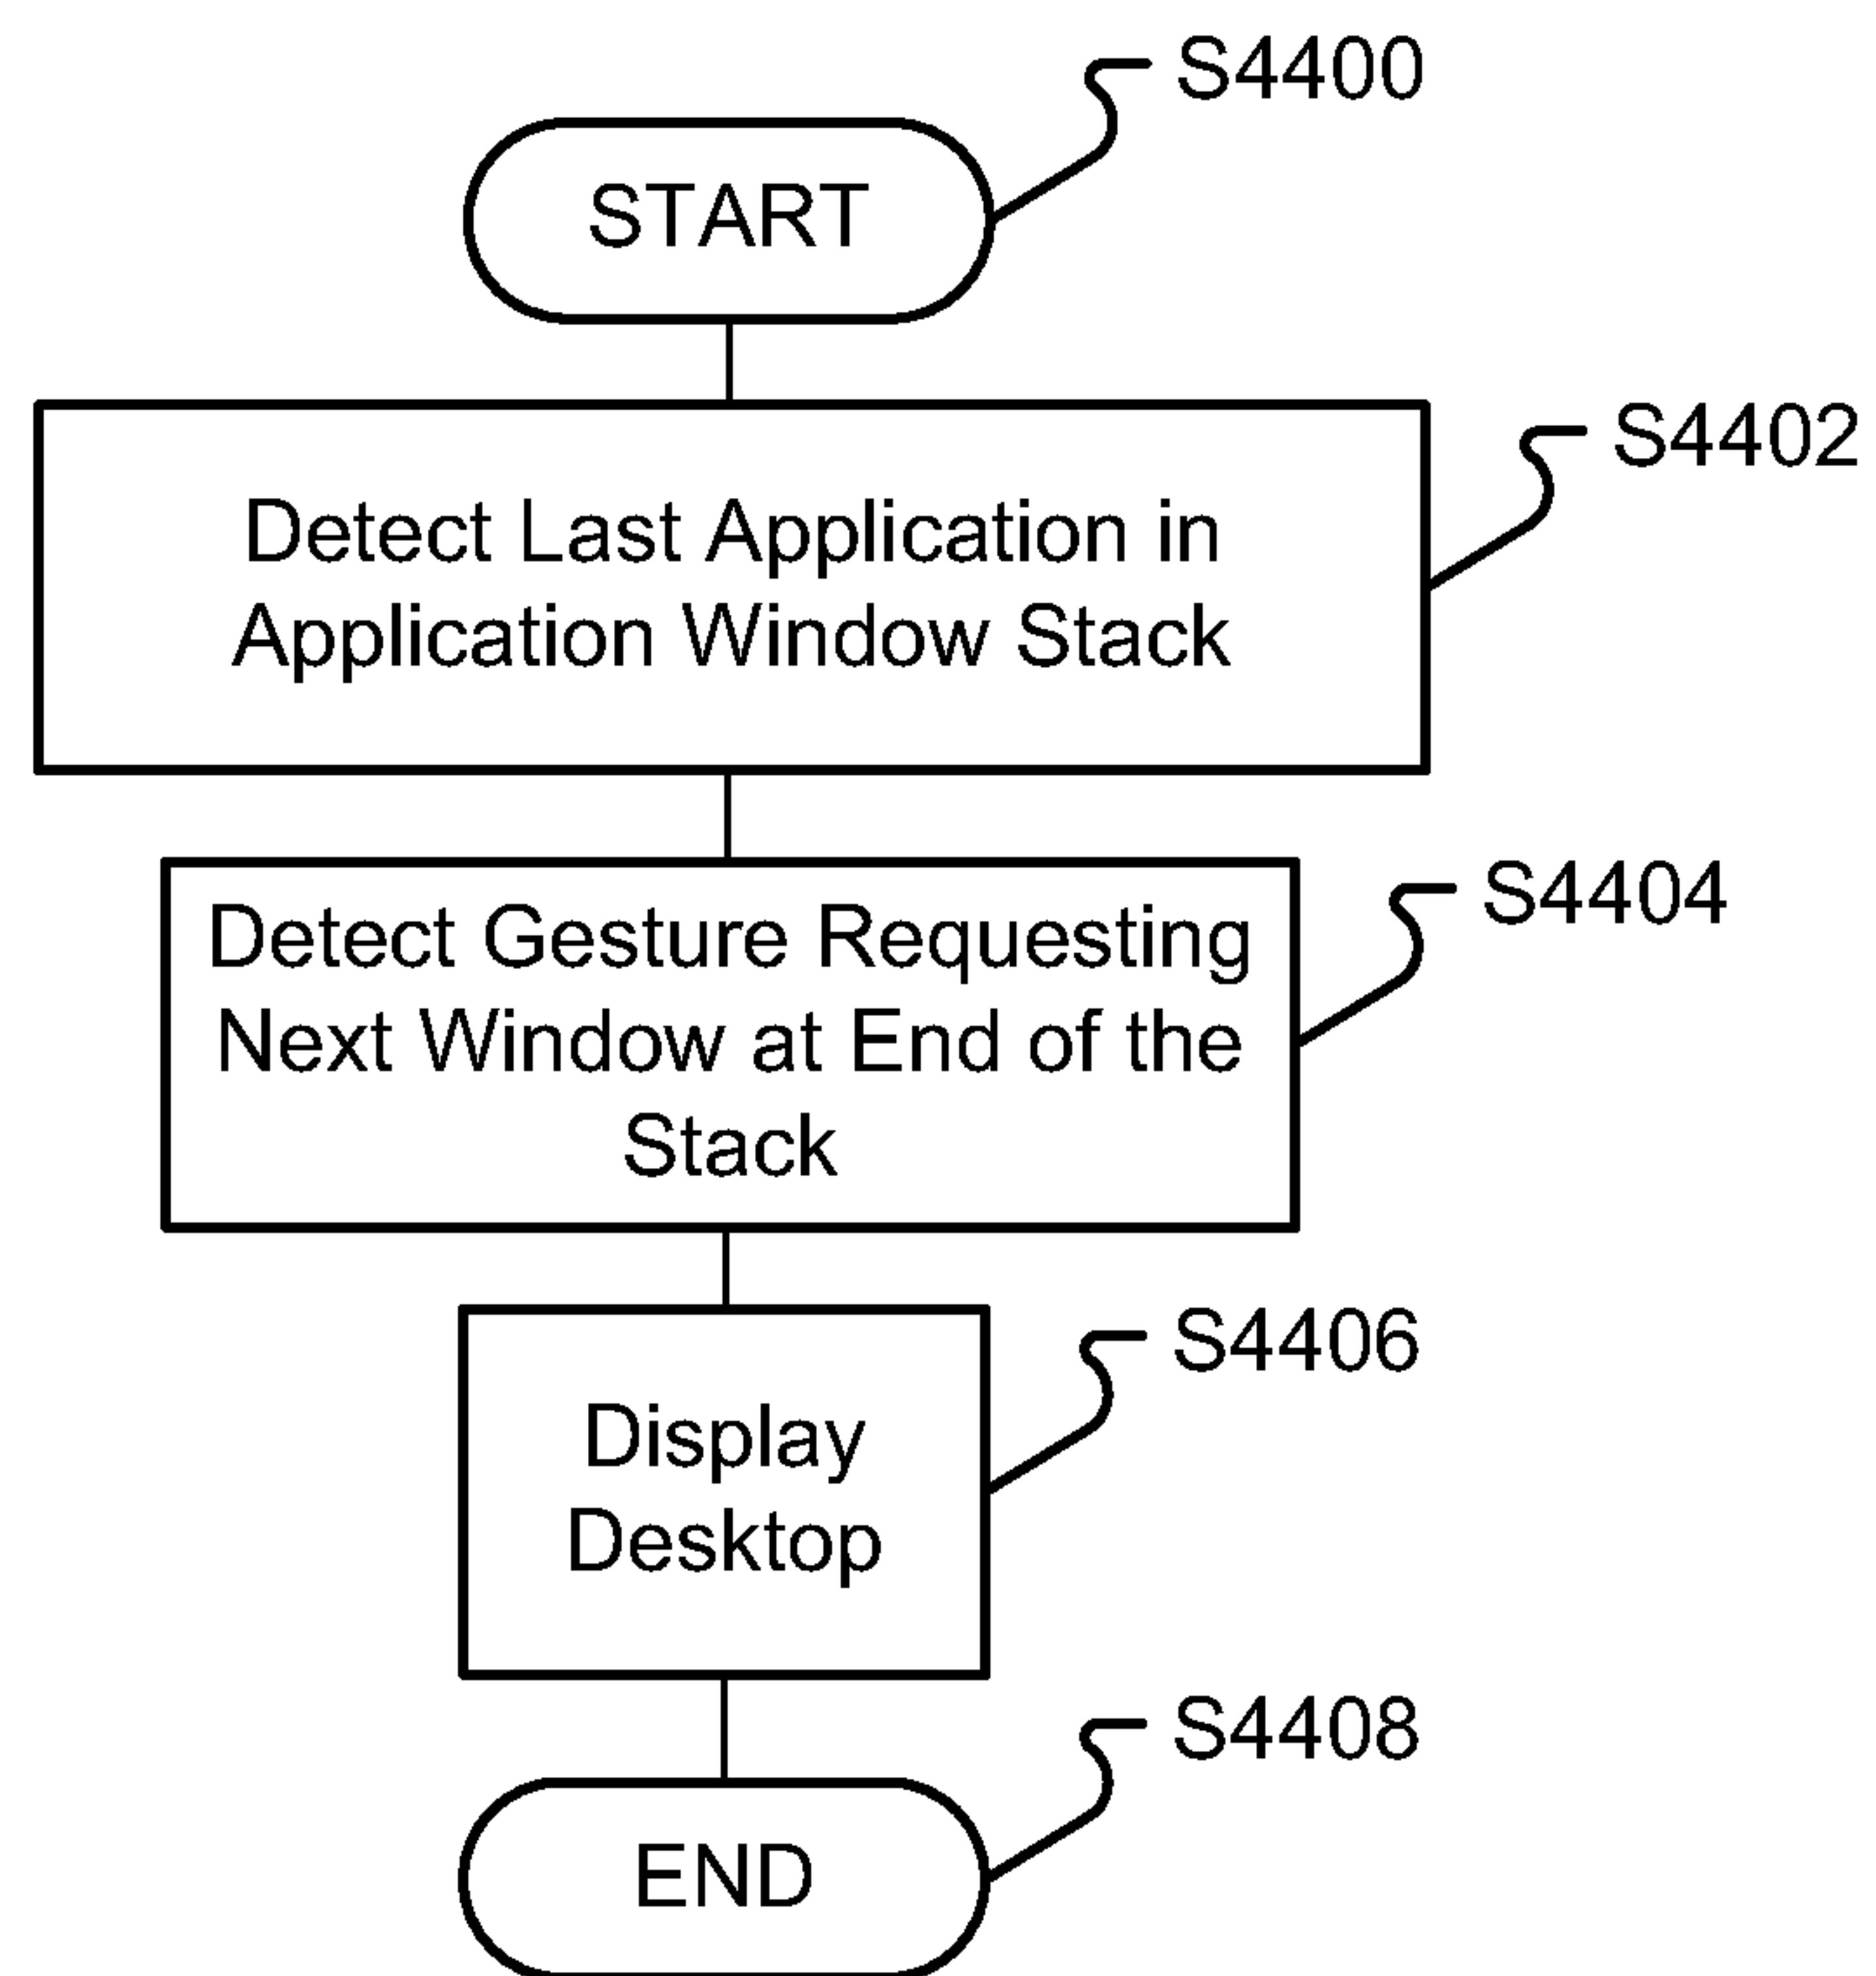 S4400
START
S4402
Detect Last Application in
Application Window Stack
S4404
Detect Gesture Requesting
Next Window at End of the
Stack
S4406
Display
Desktop
S4408
END